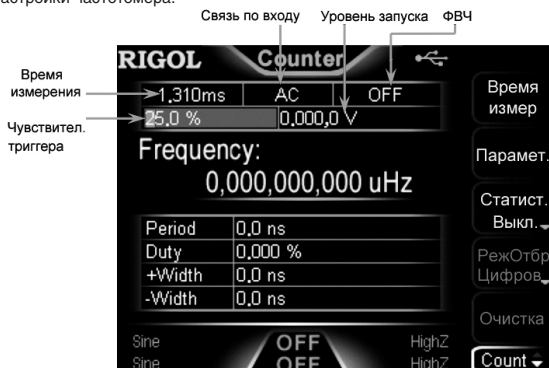 астройки частотомера.
Связь по входу Уровень запуска ФВЧ
Время
измерения
Чувствител.
триггера
RIGOL Counter
1.310ms AC OFF
25.0 % 0.000,0 V
Frequency:
0,000,000,000 uHz
Period 0.0 ns
Duty 0.000 %
+Width 0.0 ns
-Width 0.0 ns
Sine OFF HighZ
Sine OFF HighZ
Время
измер
Парамет.
Статист.
Выкл.
РежОтбр
Цифров
Очистка
Count